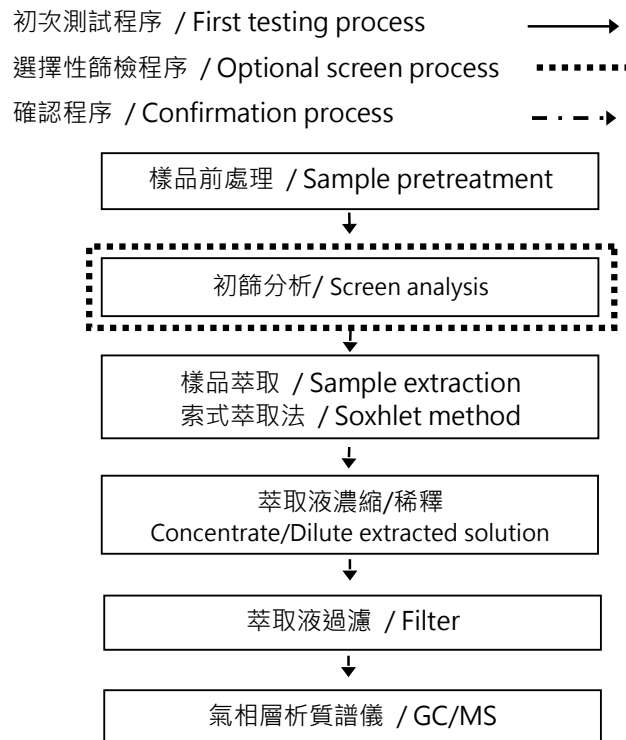 初次測試程序 / First testing process
選擇性篩檢程序 / Optional screen process
確認程序 / Confirmation process
樣品前處理 / Sample pretreatment
初篩分析/ Screen analysis
樣品萃取 / Sample extraction
索式萃取法 / Soxhlet method
萃取液濃縮/稀釋
Concentrate/Dilute extracted solution
萃取液過濾 / Filter
氣相層析質譜儀 / GC/MS